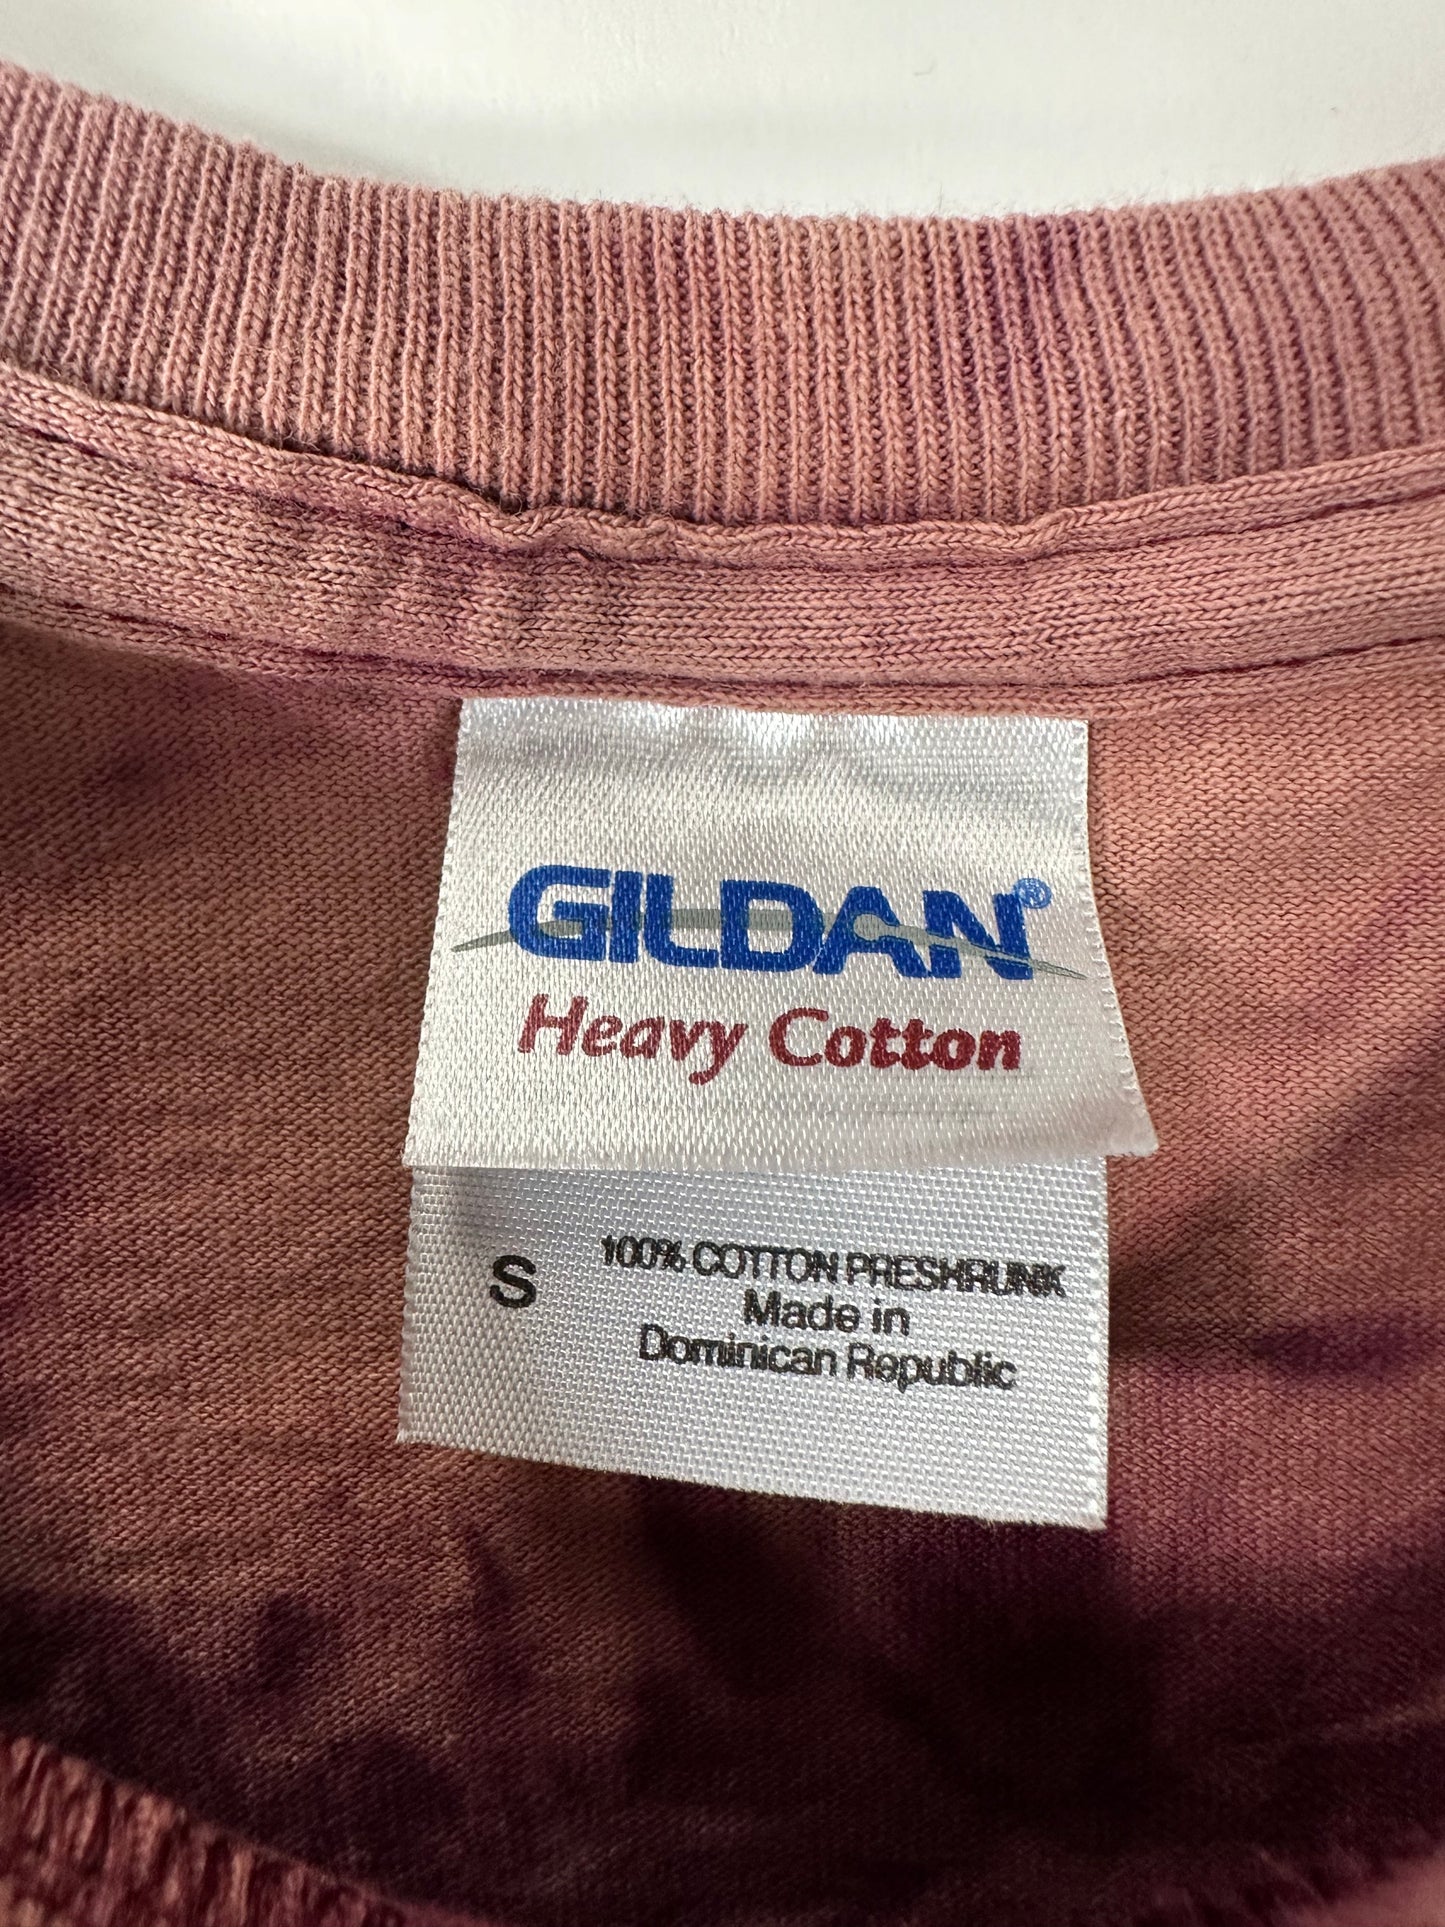 GILDAN®
Heavy Cotton
S
100% COTTON PRESHRUNK
Made in
Dominican Republic